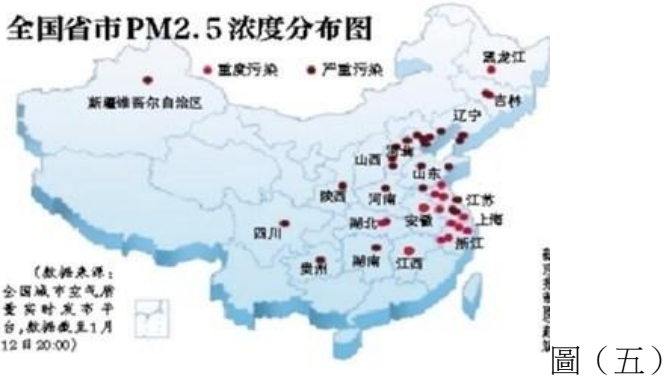 全国省市PM2.5浓度分布图
重度污染 严重污染
黑龙江
新疆维吾尔自治区
吉林
辽宁
河北
山西
山东
陕西
河南
江苏
湖北
安徽
上海
四川
浙江
贵州
湖南
江西
(数据来源:
全国城市空气质
量实时发布平
台,数据截至1月
12日20:00)
圖（五）